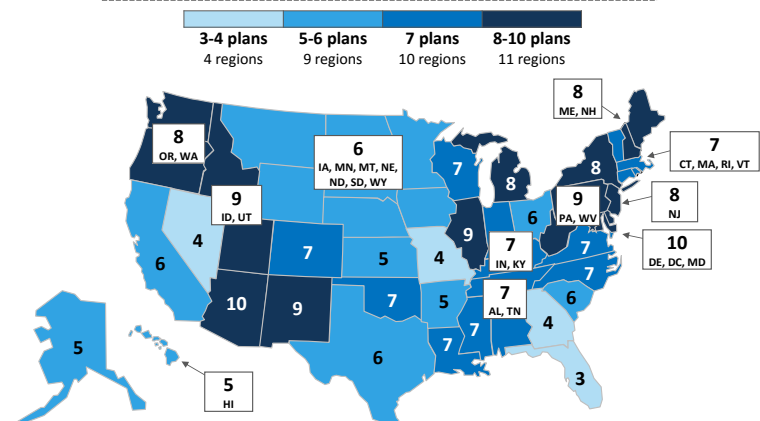 3-4 plans 5-6 plans 7 plans 8-10 plans
4 regions 9 regions 10 regions 11 regions
8
ME, NH
8
OR, WA
6
IA, MN, MT, NE,
ND, SD, WY
7
CT, MA, RI, VT
7
8
8
9
ID, UT
9
PA, WV
8
NJ
6
4
7
5
4
9
7
IN, KY
6
7
10
DE, DC, MD
10
9
7
5
7
AL, TN
7
6
4
7
7
6
3
5
5
HI